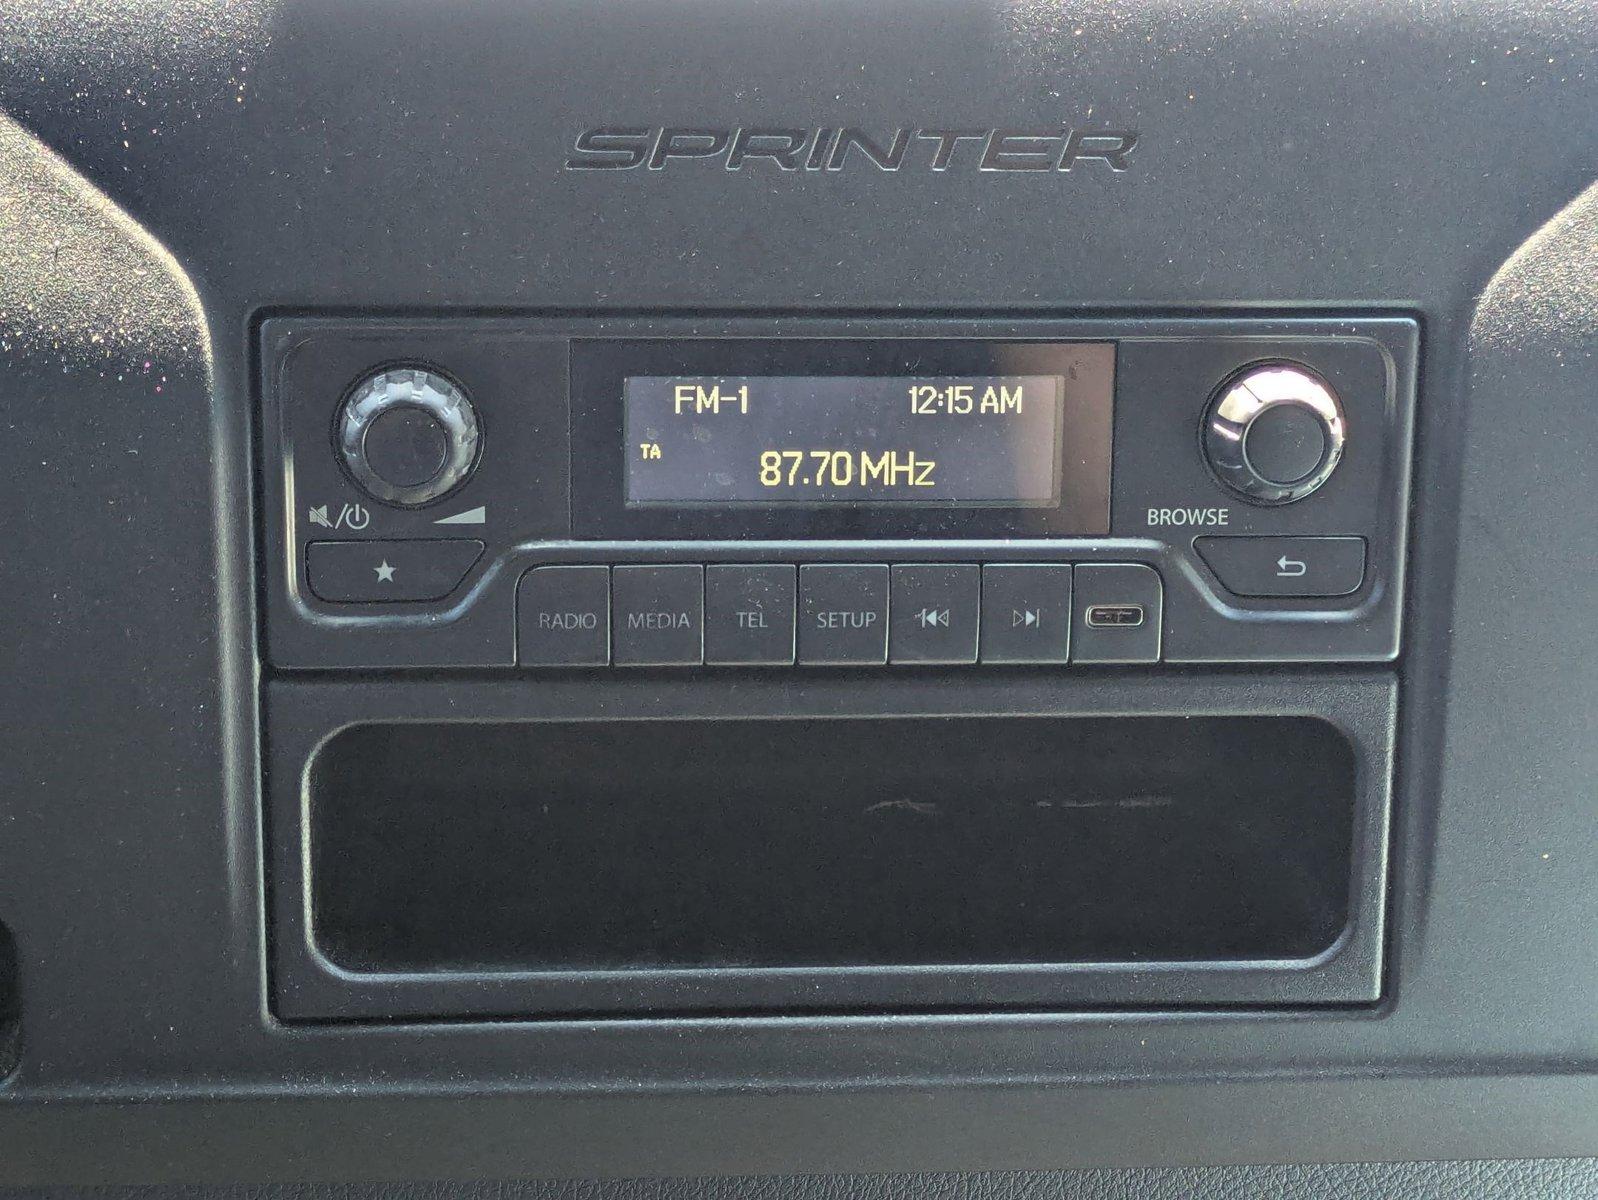 SPRINTER
FM-1 12:15 AM
TA
87.70 MHz
BROWSE
RADIO MEDIA TEL SETUP